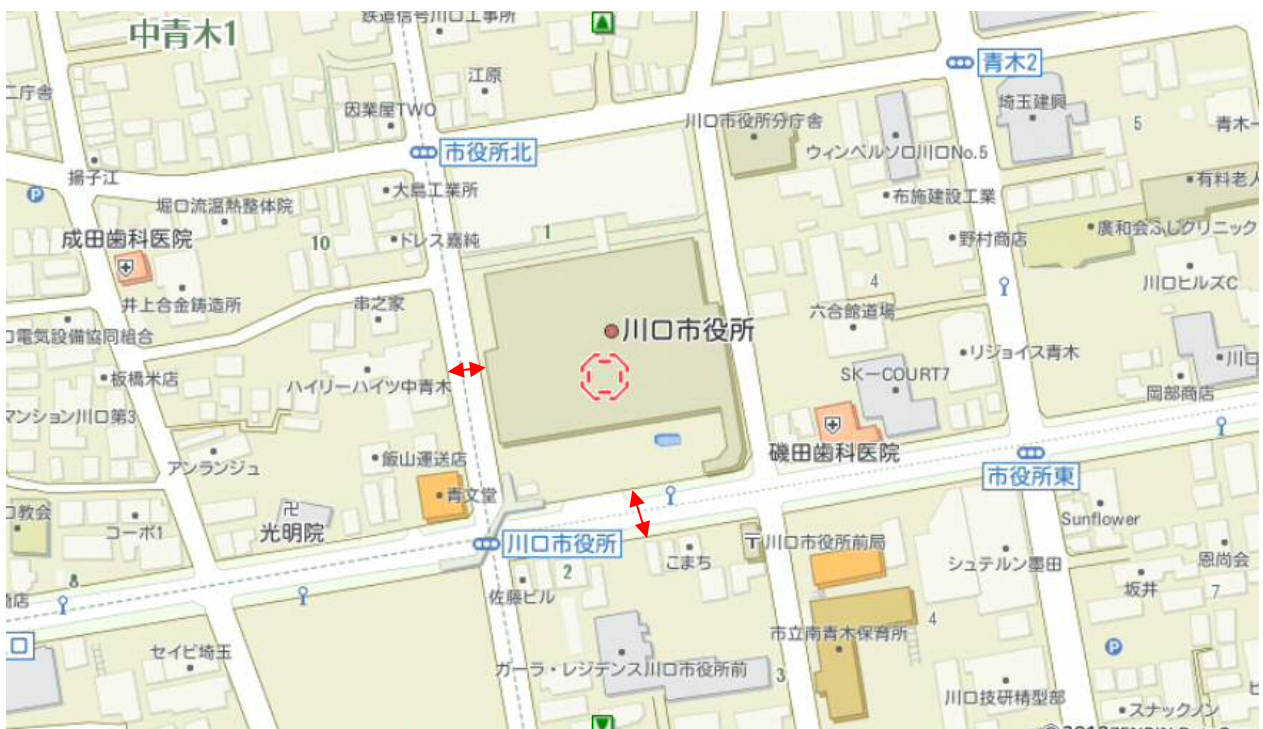 鉄道信号川口工事所
中青木1
青木2
二庁舎
江原
因業屋TWO
埼玉建興
川口市役所分庁舎
5
青木一
市役所北
ウィンベルソロ川口No.5
揚子江
P
大島工業所
布施建設工業
有料老人
堀口流温熱整体院
成田歯科医院
10
ドレス嘉純
1
野村商店
廣和会ふじクリニック
井上合金鋳造所
串之家
4
川口ヒルズC
六合館道場
口電気設備協同組合
川口市役所
リジョイス青木
川口
板橋米店
ハイリーハイツ中青木
SKーCOURT7
岡部商店
マンション川口第3
磯田歯科医院
アンランジュ
飯山運送店
市役所東
青文堂
口教会
コーポ1
光明院
川口市役所
Sunflower
こまち
〒川口市役所前局
シュテルン墨田
恩尚会
8
2
佐藤ビル
坂井
7
商店
口
セイビ埼玉
市立南青木保育所
4
P
ガーラ・レジデンス川口市役所前
3
川口技研精型部
スナックノン